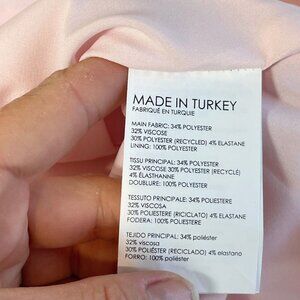 MADE IN TURKEY
FABRIQUÉ EN TURQUIE
MAIN FABRIC: 34% POLYESTER
32% VISCOSE
30% POLYESTER (RECYCLED) 4% ELASTANE
LINING: 100% POLYESTER
TISSU PRINCIPAL: 34% POLYESTER
32% VISCOSE 30% POLYESTER (RECYCLÉ)
4% ÉLASTHANNE
DOUBLURE: 100% POLYESTER
TESSUTO PRINCIPALE: 34% POLIESTERE
32% VISCOSA
30% POLIESTERE (RICICLATO) 4% ELASTANE
FODERA: 100% POLIESTERE
TEJIDO PRINCIPAL: 34% poliéster
32% viscosa
30% POLIÉSTER (RECICLADO) 4% elastano
FORRO: 100% poliéster